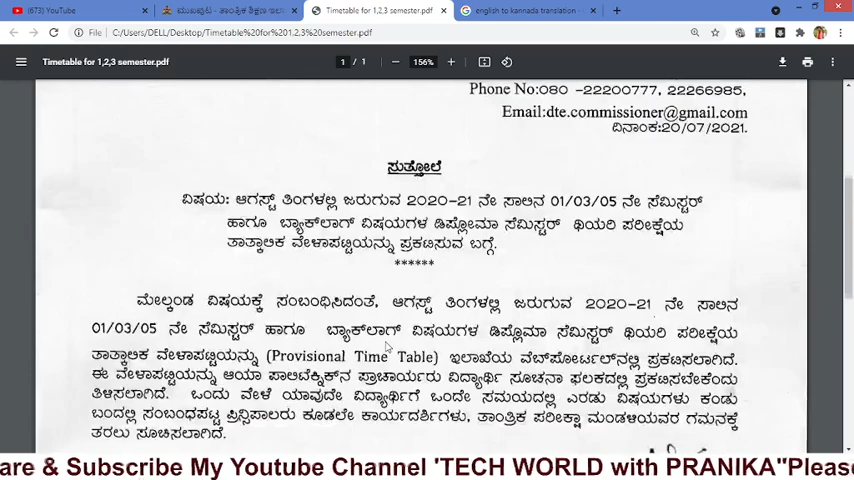 (673) YouTube
ಮುಖಪುಟ - ತಾಂತ್ರಿಕ ಶಿಕ್ಷಣ ಇಲಾ
Timetable for 1,2,3 semester.pdf
english to kannada translation -
File C:/Users/DELL/Desktop/Timetable%20for%201,2,3%20semester.pdf
Timetable for 1,2,3 semester.pdf
1 / 1
156%
Phone No:080 -22200777, 22266985,
Email:dte.commissioner@gmail.com
ದಿನಾಂಕ:20/07/2021.
ಸುತ್ತೋಲೆ
ವಿಷಯ: ಆಗಸ್ಟ್ ತಿಂಗಳಲ್ಲಿ ಜರುಗುವ 2020-21 ನೇ ಸಾಲಿನ 01/03/05 ನೇ ಸೆಮಿಸ್ಟರ್
ಹಾಗೂ ಬ್ಯಾಕ್‌ಲಾಗ್ ವಿಷಯಗಳ ಡಿಪ್ಲೋಮಾ ಸೆಮಿಸ್ಟರ್ ಥಿಯರಿ ಪರೀಕ್ಷೆಯ
ತಾತ್ಕಾಲಿಕ ವೇಳಾಪಟ್ಟಿಯನ್ನು ಪ್ರಕಟಿಸುವ ಬಗ್ಗೆ.
******
ಮೇಲ್ಕಂಡ ವಿಷಯಕ್ಕೆ ಸಂಬಂಧಿಸಿದಂತೆ, ಆಗಸ್ಟ್ ತಿಂಗಳಲ್ಲಿ ಜರುಗುವ 2020-21 ನೇ ಸಾಲಿನ
01/03/05 ನೇ ಸೆಮಿಸ್ಟರ್ ಹಾಗೂ ಬ್ಯಾಕ್‌ಲಾಗ್ ವಿಷಯಗಳ ಡಿಪ್ಲೋಮಾ ಸೆಮಿಸ್ಟರ್ ಥಿಯರಿ ಪರೀಕ್ಷೆಯ
ತಾತ್ಕಾಲಿಕ ವೇಳಾಪಟ್ಟಿಯನ್ನು (Provisional Time Table) ಇಲಾಖೆಯ ವೆಬ್‌ಪೋರ್ಟಲ್‌ನಲ್ಲಿ ಪ್ರಕಟಿಸಲಾಗಿದೆ.
ಈ ವೇಳಾಪಟ್ಟಿಯನ್ನು ಆಯಾ ಪಾಲಿಟೆಕ್ನಿಕ್‌ನ ಪ್ರಾಚಾರ್ಯರು ವಿದ್ಯಾರ್ಥಿ ಸೂಚನಾ ಫಲಕದಲ್ಲಿ ಪ್ರಕಟಿಸಬೇಕೆಂದು
ತಿಳಿಸಲಾಗಿದೆ. ಒಂದು ವೇಳೆ ಯಾವುದೇ ವಿದ್ಯಾರ್ಥಿಗೆ ಒಂದೇ ಸಮಯದಲ್ಲಿ ಎರಡು ವಿಷಯಗಳು ಕಂಡು
ಬಂದಲ್ಲಿ ಸಂಬಂಧಪಟ್ಟ ಪ್ರಿನ್ಸಿಪಾಲರು ಕೂಡಲೇ ಕಾರ್ಯದರ್ಶಿಗಳು, ತಾಂತ್ರಿಕ ಪರೀಕ್ಷಾ ಮಂಡಳಿಯವರ ಗಮನಕ್ಕೆ
ತರಲು ಸೂಚಿಸಲಾಗಿದೆ.
are & Subscribe My Youtube Channel 'TECH WORLD with PRANIKA"Please